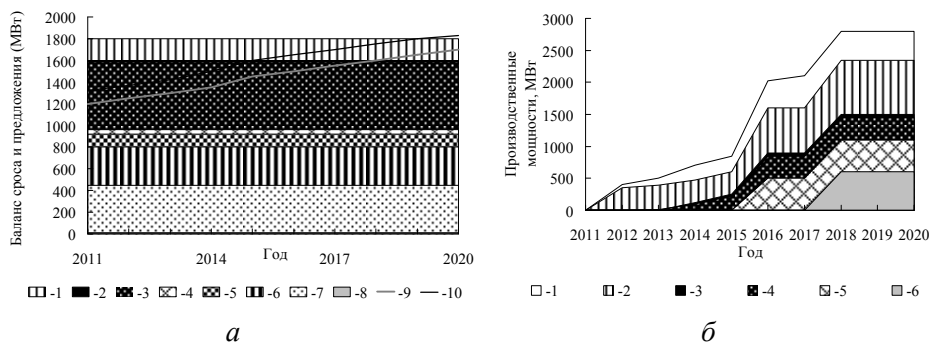 Баланс сроса и предложения (МВт)
2000
1800
1600
1400
1200
1000
800
600
400
200
0
2011
2014
2017
2020
Год
-1 -2 -3 -4 -5 -6 -7 -8 -9 -10
а
Производственные
мощности, МВт
3000
2500
2000
1500
1000
500
0
2011 2012 2013 2014 2015 2016 2017 2018 2019 2020
Год
-1 -2 -3 -4 -5 -6
б